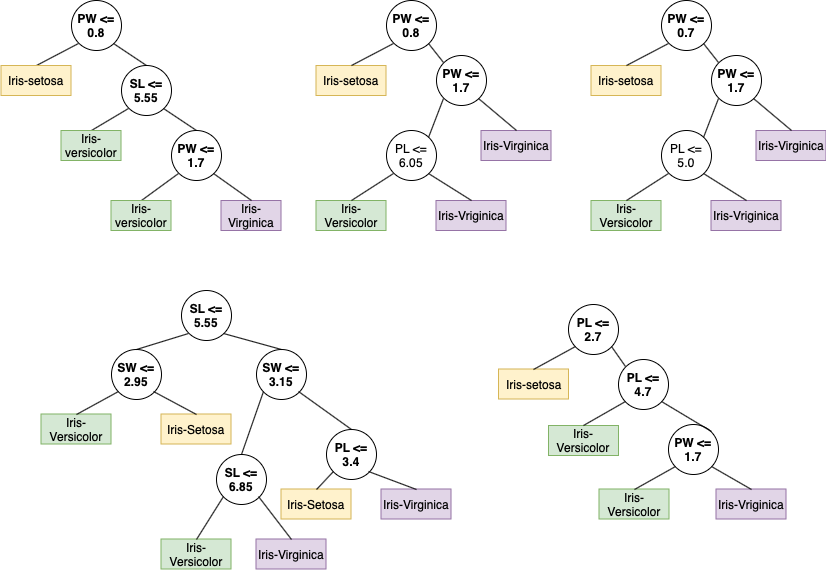 PW <=
0.8
Iris-setosa
SL <=
5.55
Iris-
versicolor
PW <=
1.7
Iris-
versicolor
Iris-
Virginica
PW <=
0.8
Iris-setosa
PW <=
1.7
PL <=
6.05
Iris-Virginica
Iris-
Versicolor
Iris-Vriginica
PW <=
0.7
Iris-setosa
PW <=
1.7
PL <=
5.0
Iris-Virginica
Iris-
Versicolor
Iris-Vriginica
SL <=
5.55
SW <=
2.95
SW <=
3.15
Iris-
Versicolor
Iris-Setosa
SL <=
6.85
PL <=
3.4
Iris-Setosa
Iris-Virginica
Iris-
Versicolor
Iris-Virginica
PL <=
2.7
Iris-setosa
PL <=
4.7
Iris-
Versicolor
PW <=
1.7
Iris-
Versicolor
Iris-Vriginica